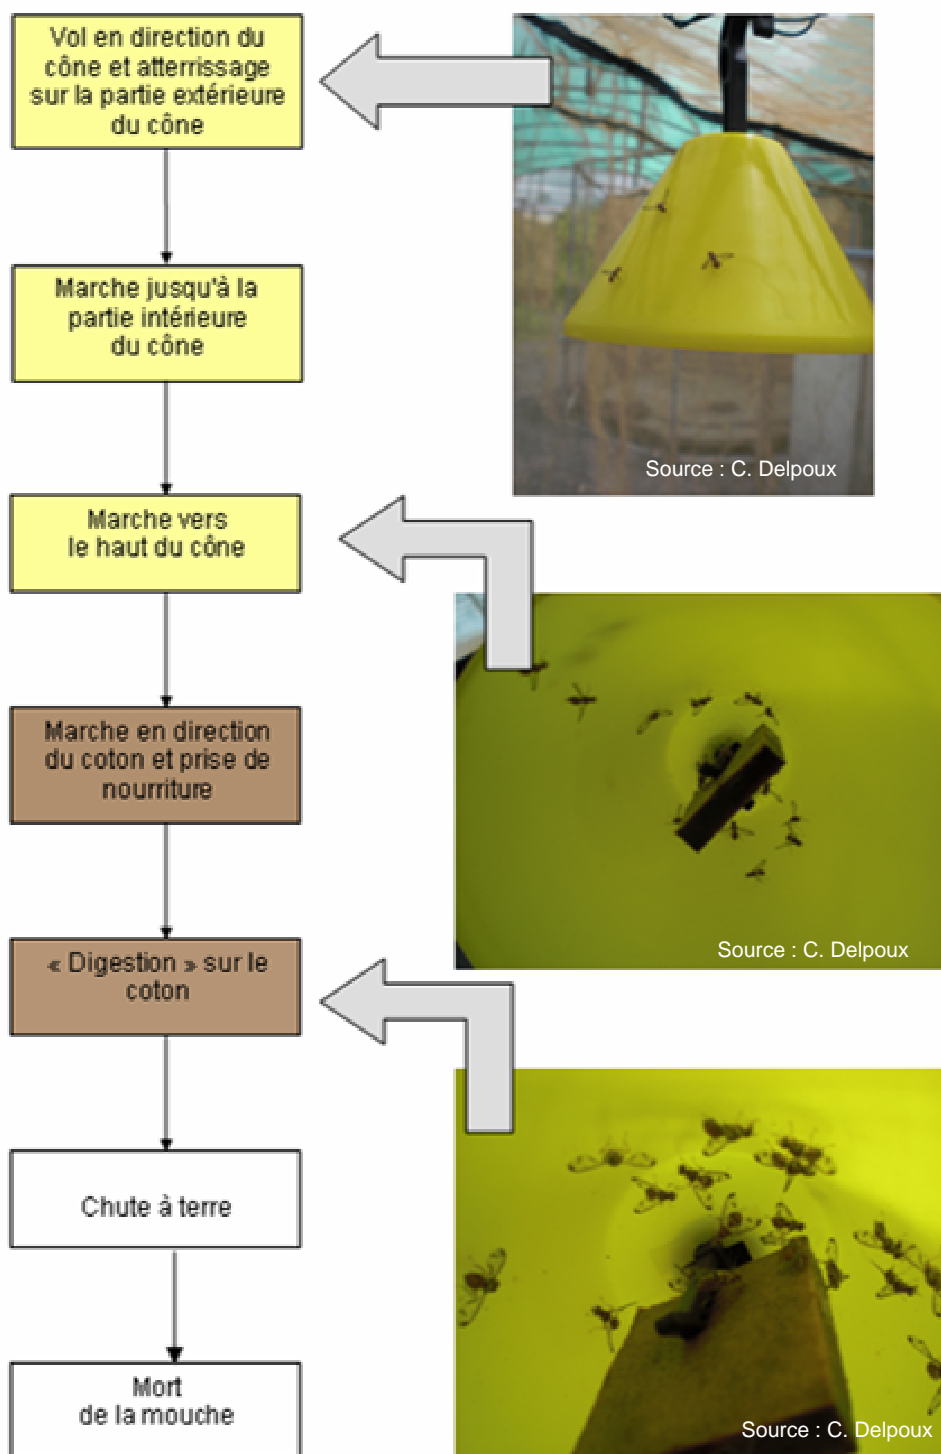 Vol en direction du
cône et atterrissage
sur la partie extérieure
du cône
Source : C. Delpoux
Marche jusqu'à la
partie intérieure
du cône
Marche vers
le haut du cône
Source : C. Delpoux
Marche en direction
du coton et prise de
nourriture
« Digestion » sur le
coton
Source : C. Delpoux
Chute à terre
Mort
de la mouche